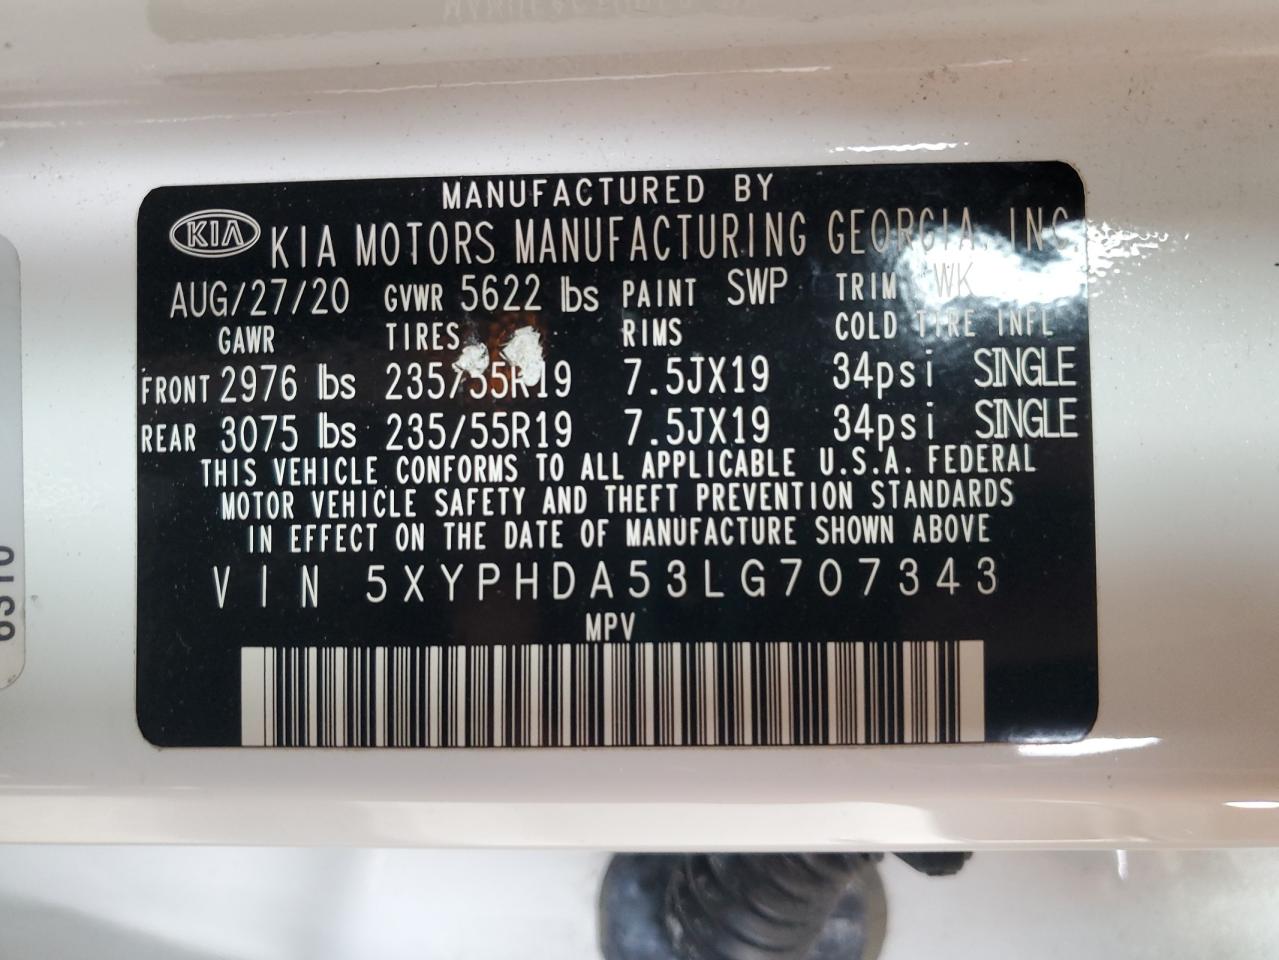 MANUFACTURED BY
KIA KIA MOTORS MANUFACTURING GEORGIA, INC.
AUG/27/20 GVWR 5622 lbs PAINT SWP TRIM WK
GAWR TIRES RIMS COLD TIRE INFL
FRONT 2976 lbs 235/55R19 7.5JX19 34psi SINGLE
REAR 3075 lbs 235/55R19 7.5JX19 34psi SINGLE
THIS VEHICLE CONFORMS TO ALL APPLICABLE U.S.A. FEDERAL
MOTOR VEHICLE SAFETY AND THEFT PREVENTION STANDARDS
IN EFFECT ON THE DATE OF MANUFACTURE SHOWN ABOVE
VIN 5XYPHDA53LG707343
MPV